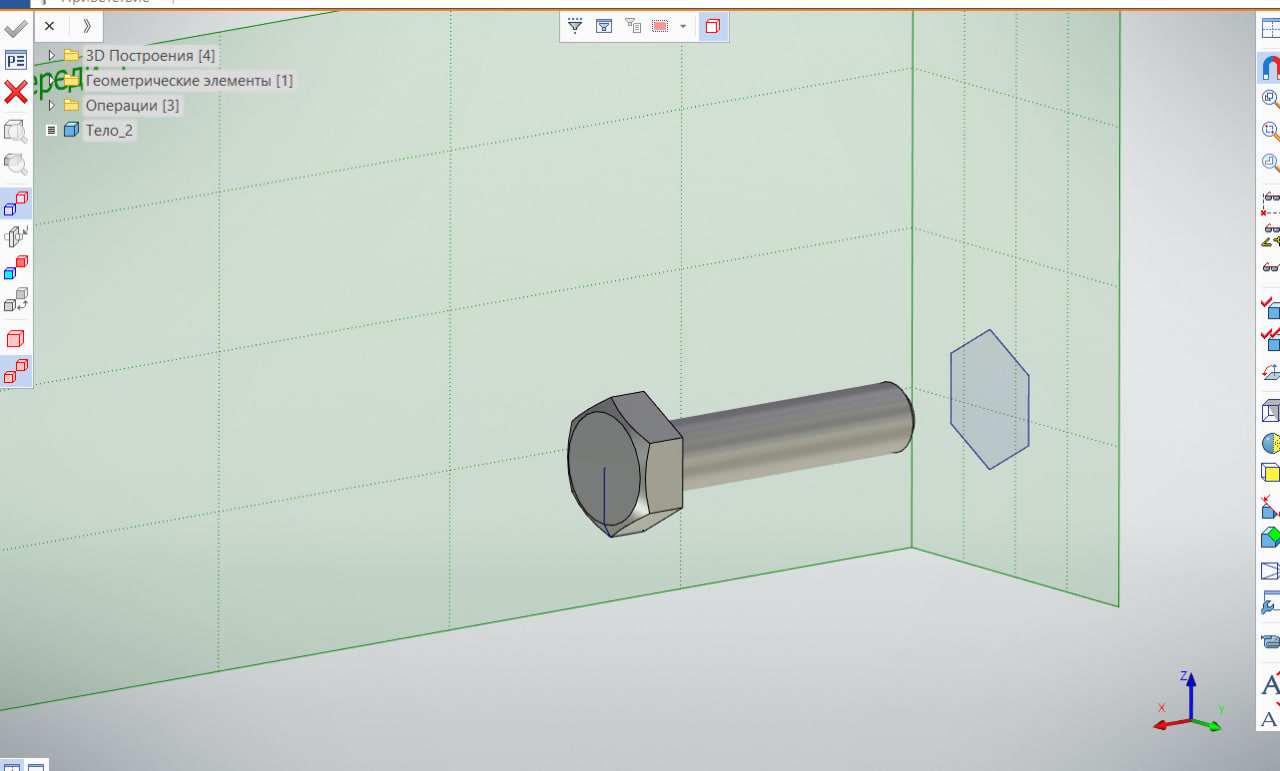 3D Построения [4]
Геометрические элементы [1]
Операции [3]
Тело_2
Z
X
Y